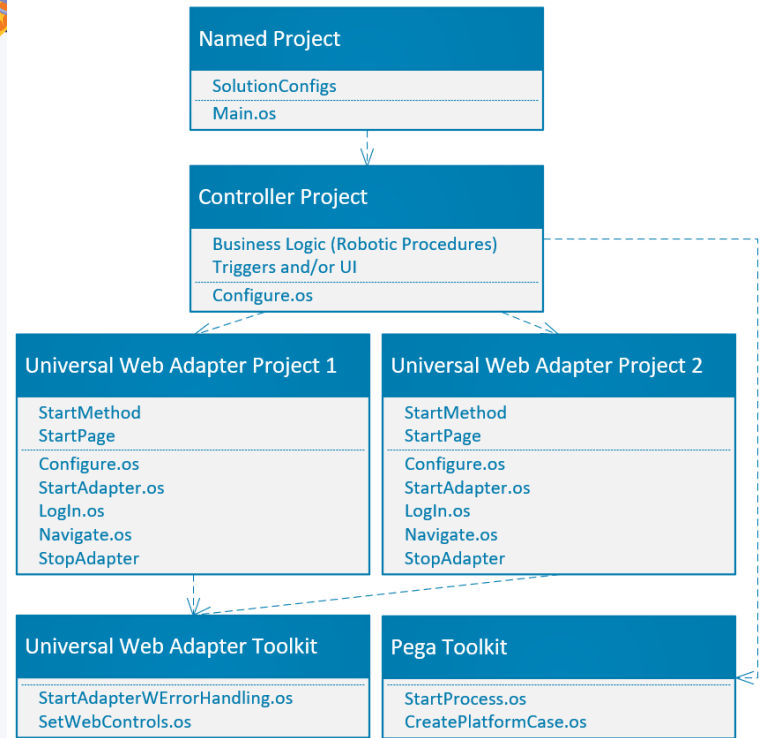 Named Project
SolutionConfigs
Main.os
Controller Project
Business Logic (Robotic Procedures)
Triggers and/or UI
Configure.os
Universal Web Adapter Project 1
StartMethod
StartPage
Configure.os
StartAdapter.os
LogIn.os
Navigate.os
StopAdapter
Universal Web Adapter Project 2
StartMethod
StartPage
Configure.os
StartAdapter.os
LogIn.os
Navigate.os
StopAdapter
Universal Web Adapter Toolkit
StartAdapterWErrorHandling.os
SetWebControls.os
Pega Toolkit
StartProcess.os
CreatePlatformCase.os